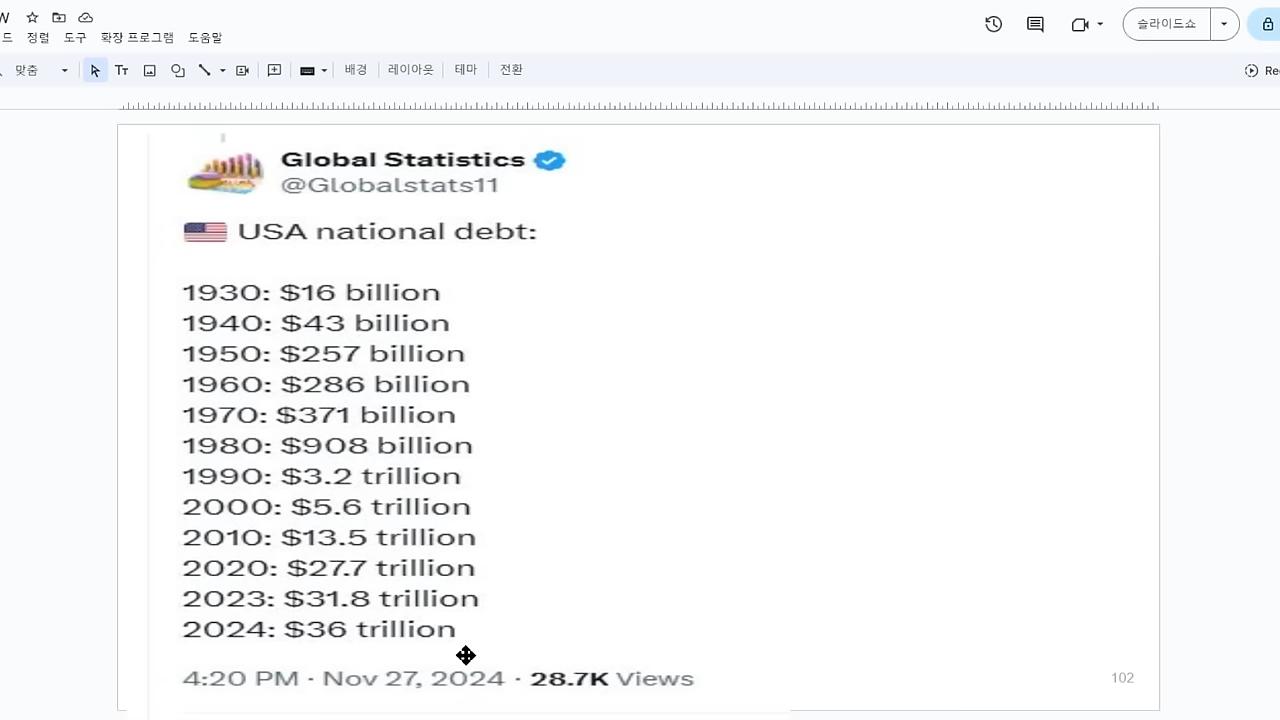 W
드 정렬 도구 확장 프로그램 도움말
슬라이드쇼
맞춤 Tт 배경 레이아웃 테마 전환
Rec
Global Statistics
@Globalstats11
USA national debt:
1930: $16 billion
1940: $43 billion
1950: $257 billion
1960: $286 billion
1970: $371 billion
1980: $908 billion
1990: $3.2 trillion
2000: $5.6 trillion
2010: $13.5 trillion
2020: $27.7 trillion
2023: $31.8 trillion
2024: $36 trillion
4:20 PM · Nov 27, 2024 · 28.7K Views
102